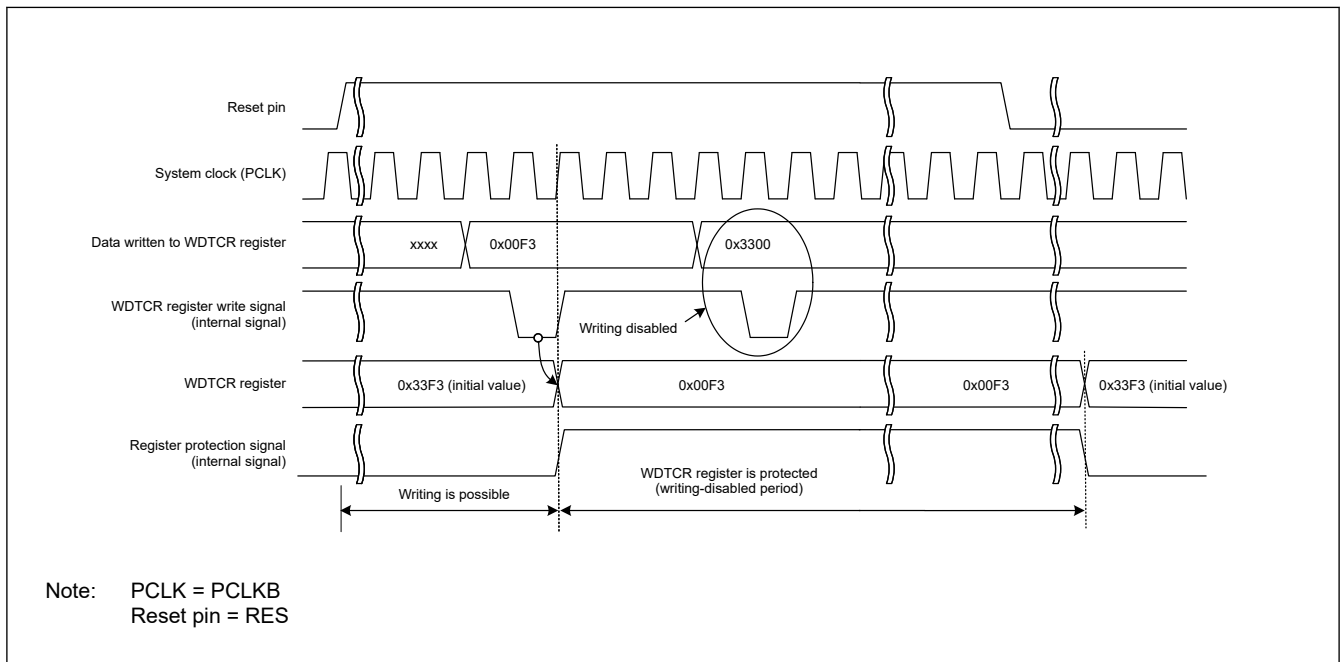 Reset pin
System clock (PCLK)
Data written to WDTCR register
xxxx
0x00F3
0x3300
WDTCR register write signal
(internal signal)
Writing disabled
WDTCR register
0x33F3 (initial value)
0x00F3
0x00F3
0x33F3 (initial value)
Register protection signal
(internal signal)
Writing is possible
WDTCR register is protected
(writing-disabled period)
Note: PCLK = PCLKB
Reset pin = RES